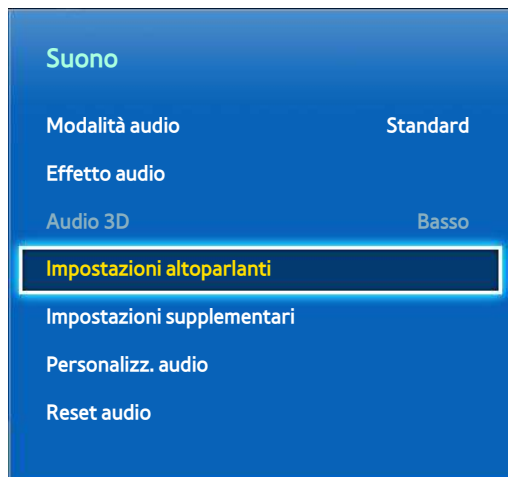 Suono
Modalità audio Standard
Effetto audio
Audio 3D Basso
Impostazioni altoparlanti
Impostazioni supplementari
Personalizz. audio
Reset audio